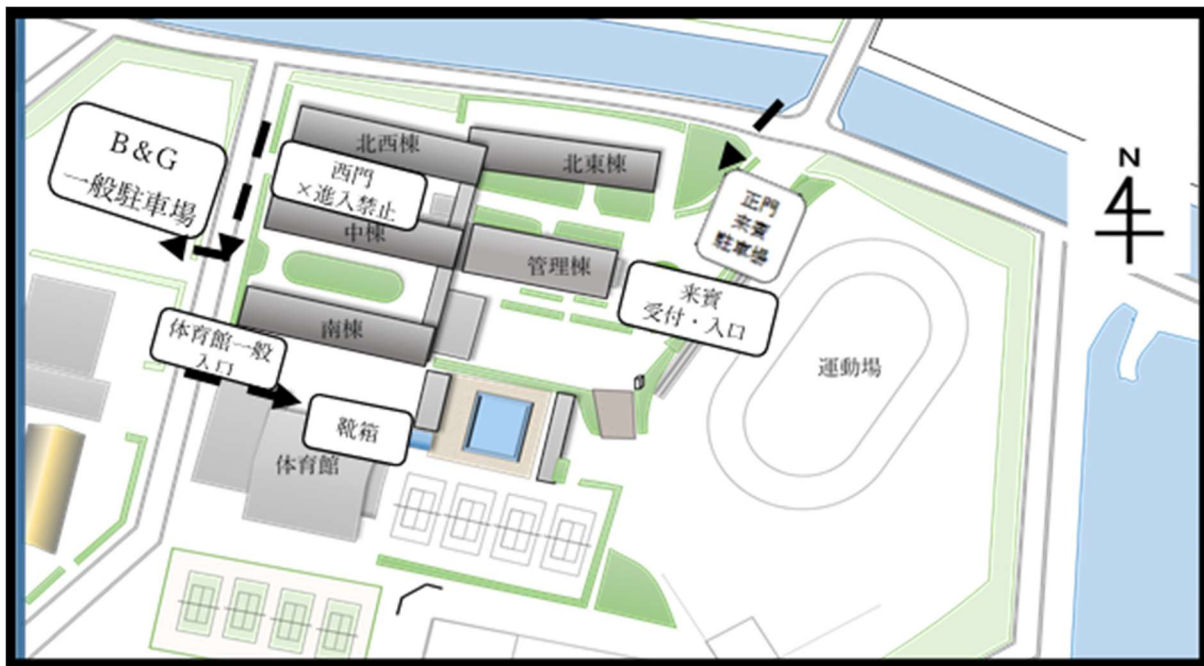 北西棟
北東棟
B&G
一般駐車場
西門
×進入禁止
正門
来賓
駐車場
N
中棟
管理棟
来賓
受付・入口
南棟
体育館一般
入口
運動場
靴箱
体育館